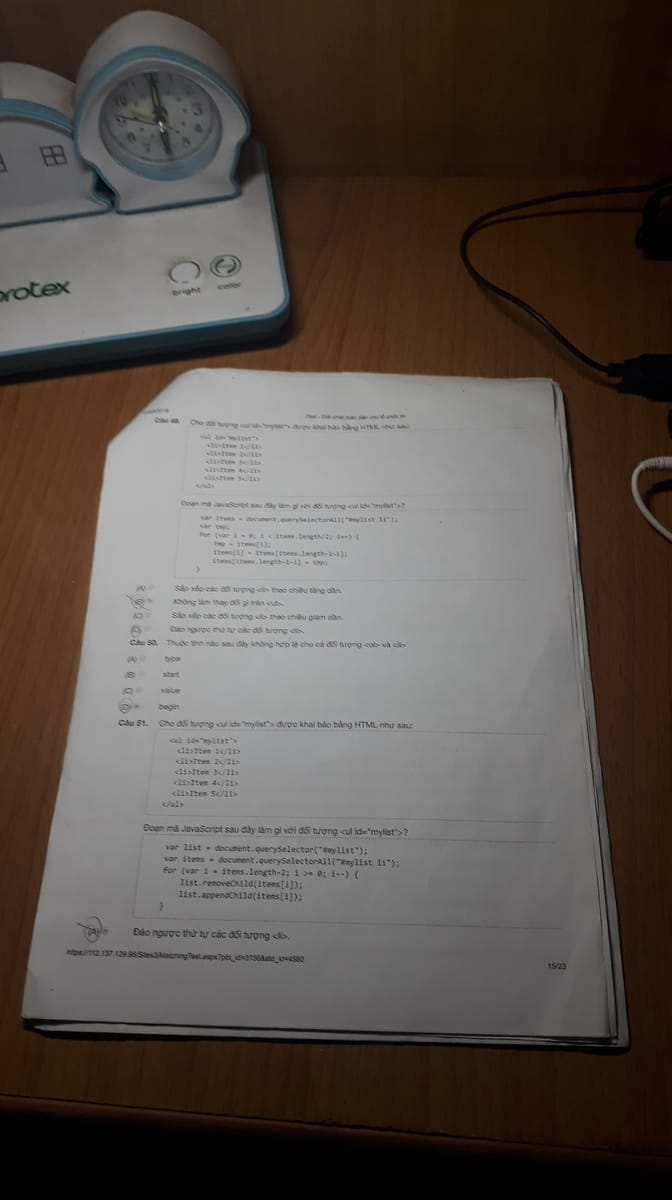 protex
bright
color
Câu 49. Cho đối tượng <ul id="mylist"> được khai báo bằng HTML như sau:
<ul id="mylist">
<li>Item 1</li>
<li>Item 2</li>
<li>Item 3</li>
<li>Item 4</li>
<li>Item 5</li>
</ul>
Đoạn mã JavaScript sau đây làm gì với đối tượng <ul id="mylist">?
var items = document.querySelectorAll("#mylist li");
var tmp;
for (var i = 0; i < items.length/2; i++) {
tmp = items[i];
items[i] = items[items.length-1-i];
items[items.length-1-i] = tmp;
}
(A) Sắp xếp các đối tượng <li> theo chiều tăng dần.
(B) Không làm thay đổi gì trên <ul>.
(C) Sắp xếp các đối tượng <li> theo chiều giảm dần.
(D) Đảo ngược thứ tự các đối tượng <li>.
Câu 50. Thuộc tính nào sau đây không hợp lệ cho cả đối tượng <ol> và <li>
(A) type
(B) start
(C) value
(D) begin
Câu 51. Cho đối tượng <ul id="mylist"> được khai báo bằng HTML như sau:
<ul id="mylist">
<li>Item 1</li>
<li>Item 2</li>
<li>Item 3</li>
<li>Item 4</li>
<li>Item 5</li>
</ul>
Đoạn mã JavaScript sau đây làm gì với đối tượng <ul id="mylist">?
var list = document.querySelector("#mylist");
var items = document.querySelectorAll("#mylist li");
for (var i = items.length-2; i >= 0; i--) {
list.removeChild(items[i]);
list.appendChild(items[i]);
}
(A) Đảo ngược thứ tự các đối tượng <li>.
https://112.137.129.98/Sites3/MatchingTest.aspx?pbt_id=3156&std_id=4580 15/23